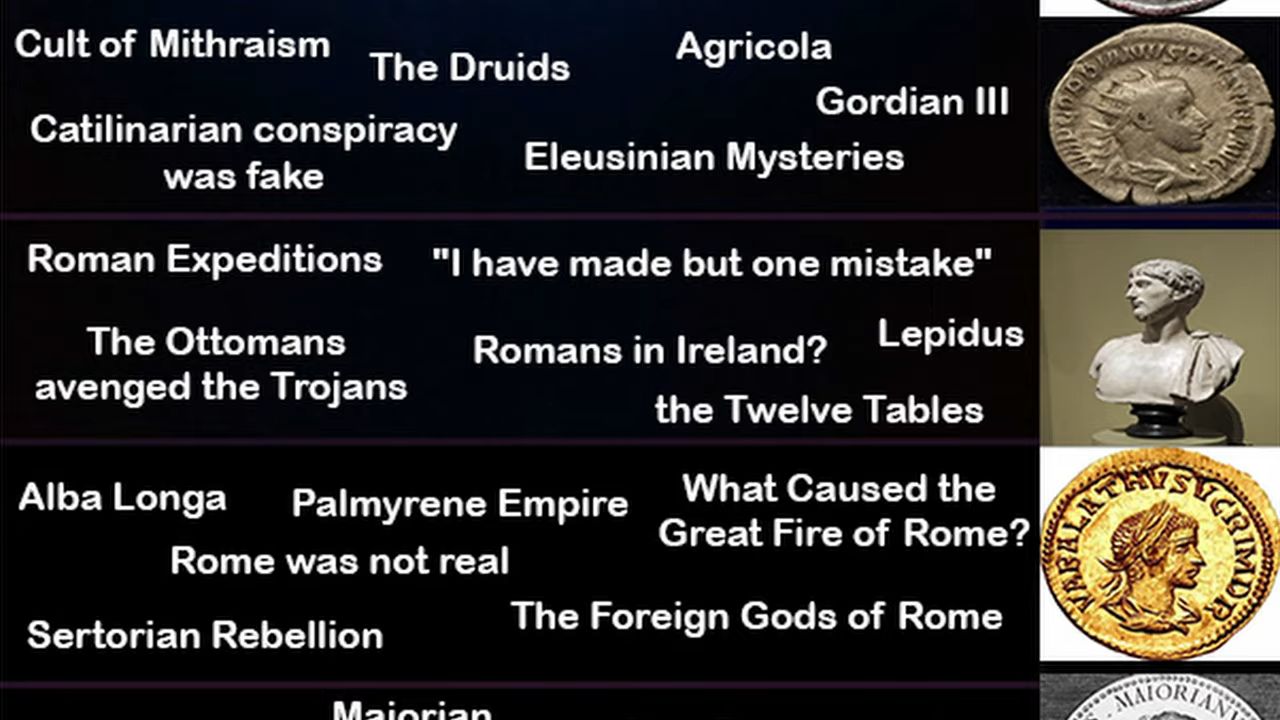 Cult of Mithraism
The Druids
Agricola
Gordian III
Catilinarian conspiracy
was fake
Eleusinian Mysteries
Roman Expeditions
"I have made but one mistake"
The Ottomans
avenged the Trojans
Romans in Ireland?
Lepidus
the Twelve Tables
Alba Longa
Palmyrene Empire
What Caused the
Great Fire of Rome?
Rome was not real
Sertorian Rebellion
The Foreign Gods of Rome
Majorian